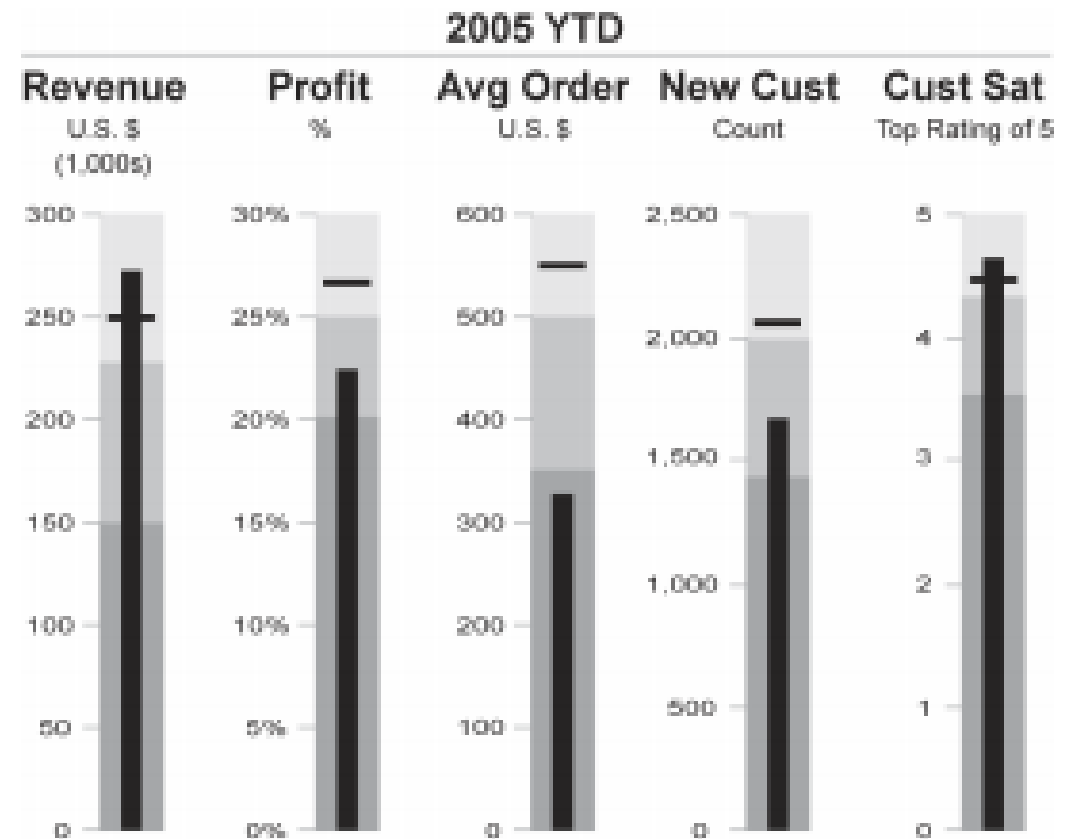 2005 YTD
Revenue Profit Avg Order New Cust Cust Sat
U.S. $ % U.S. $ Count Top Rating of 5
(1,000s)
300 30% 600 2,500 5
250 25% 500 2,000 4
200 20% 400 1,500 3
150 15% 300 1,000 2
100 10% 200 500 1
50 5% 100
0 0% 0 0 0